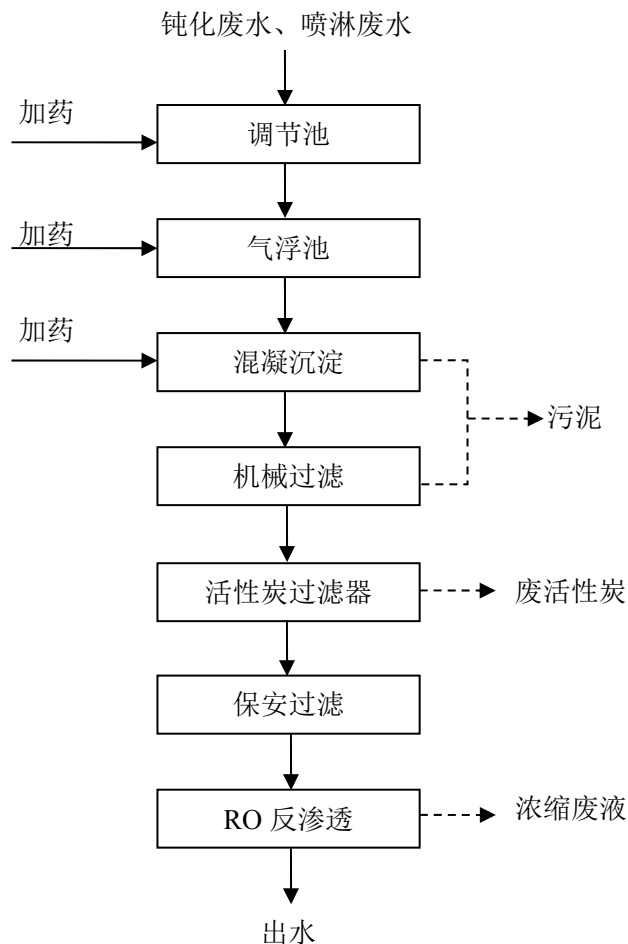 钝化废水、喷淋废水
加药
调节池
加药
气浮池
加药
混凝沉淀
污泥
机械过滤
活性炭过滤器
废活性炭
保安过滤
RO 反渗透
浓缩废液
出水